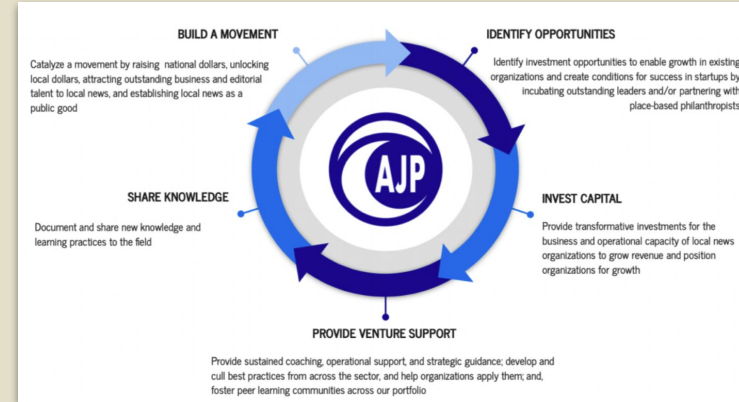 BUILD A MOVEMENT
Catalyze a movement by raising national dollars, unlocking
local dollars, attracting outstanding business and editorial
talent to local news, and establishing local news as a
public good
IDENTIFY OPPORTUNITIES
Identify investment opportunities to enable growth in existing
organizations and create conditions for success in startups by
incubating outstanding leaders and/or partnering with
place-based philanthropists
AJP
SHARE KNOWLEDGE
Document and share new knowledge and
learning practices to the field
INVEST CAPITAL
Provide transformative investments for the
business and operational capacity of local news
organizations to grow revenue and position
organizations for growth
PROVIDE VENTURE SUPPORT
Provide sustained coaching, operational support, and strategic guidance; develop and
cull best practices from across the sector, and help organizations apply them; and,
foster peer learning communities across our portfolio